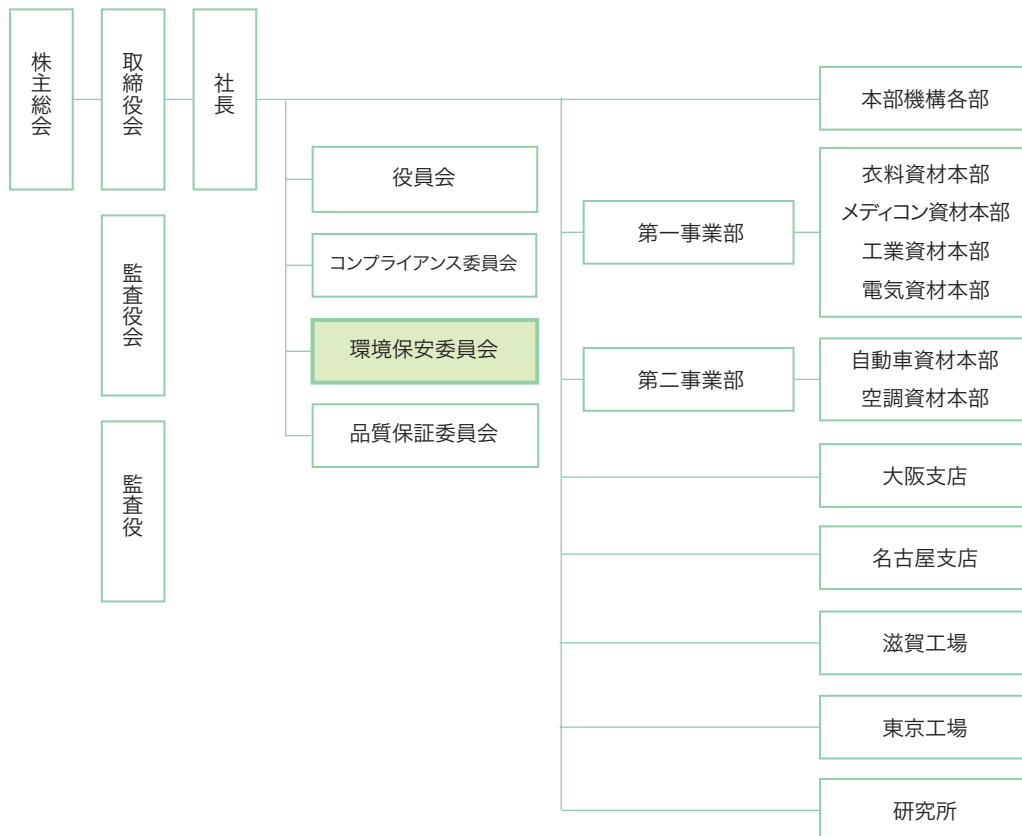 株主総会
取締役会
社長
監査役会
監査役
役員会
コンプライアンス委員会
環境保安委員会
品質保証委員会
第一事業部
第二事業部
本部機構各部
衣料資材本部
メディコン資材本部
工業資材本部
電気資材本部
自動車資材本部
空調資材本部
大阪支店
名古屋支店
滋賀工場
東京工場
研究所